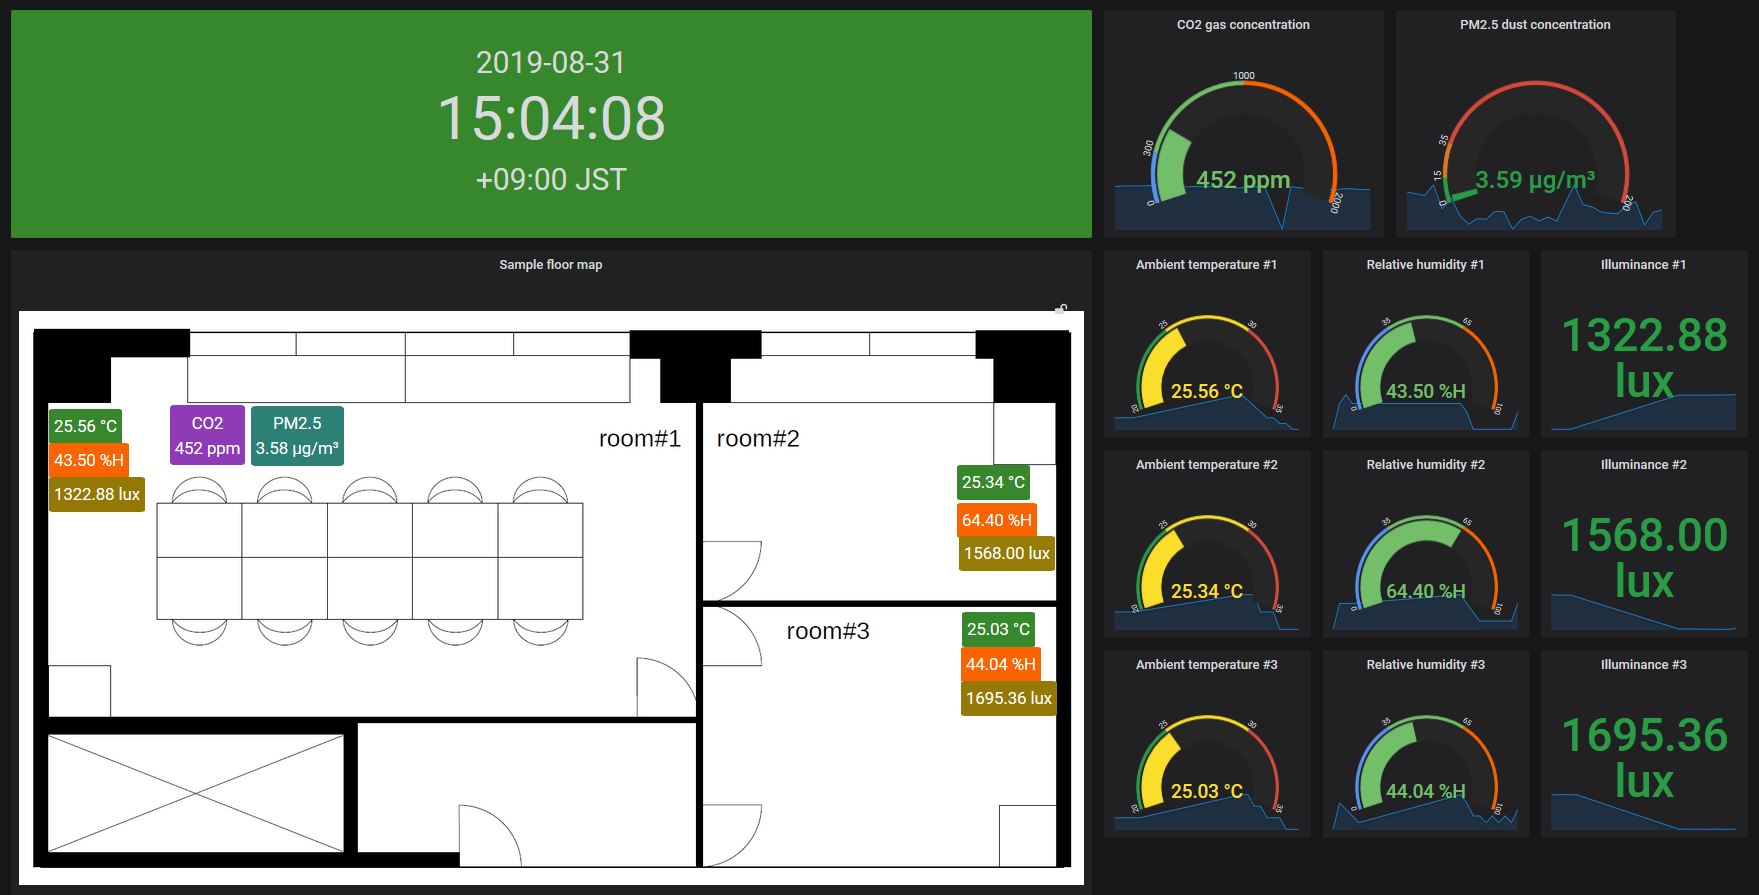 2019-08-31
15:04:08
+09:00 JST
CO2 gas concentration
0
300
1000
2000
452 ppm
PM2.5 dust concentration
0
15
35
200
3.59 µg/m³
Sample floor map
25.56 °C
43.50 %H
1322.88 lux
CO2
452 ppm
PM2.5
3.58 µg/m³
room#1
room#2
25.34 °C
64.40 %H
1568.00 lux
room#3
25.03 °C
44.04 %H
1695.36 lux
Ambient temperature #1
20
25
30
35
25.56 °C
Relative humidity #1
0
35
65
100
43.50 %H
Illuminance #1
1322.88
lux
Ambient temperature #2
20
25
30
35
25.34 °C
Relative humidity #2
0
35
65
100
64.40 %H
Illuminance #2
1568.00
lux
Ambient temperature #3
20
25
30
35
25.03 °C
Relative humidity #3
0
35
65
100
44.04 %H
Illuminance #3
1695.36
lux